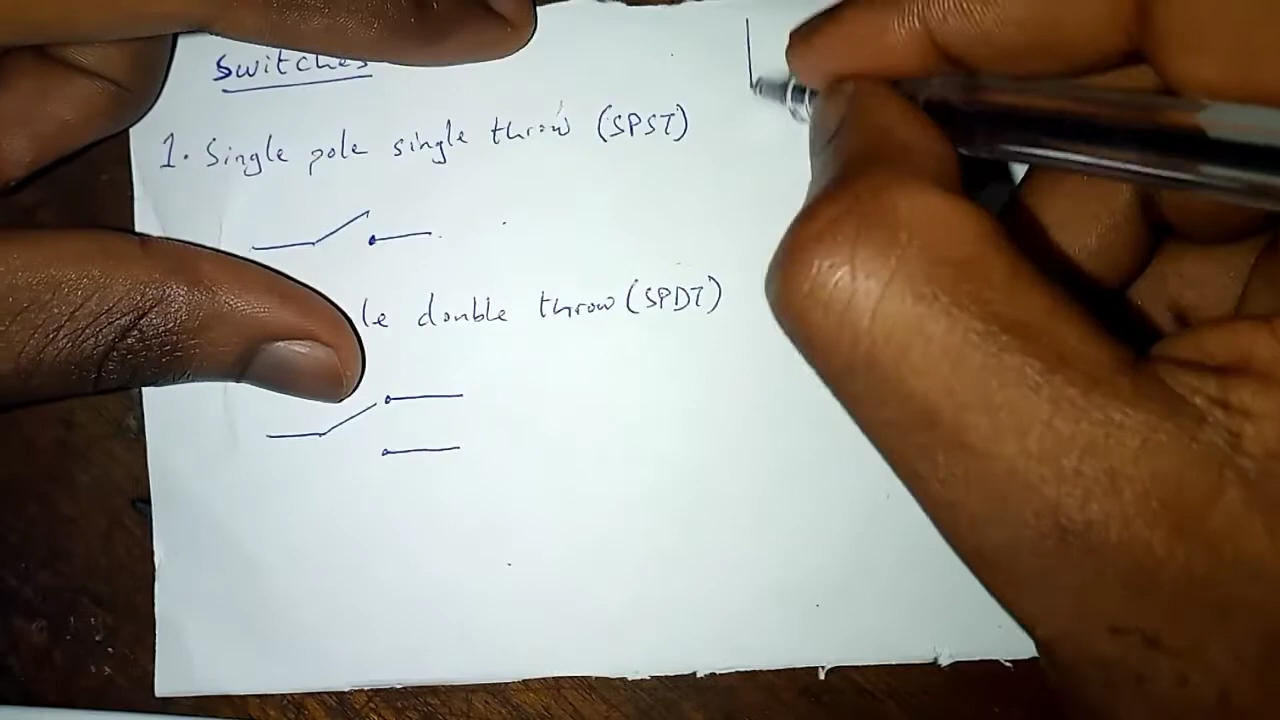 Switches
1. Single pole single throw (SPST)
le double throw (SPDT)